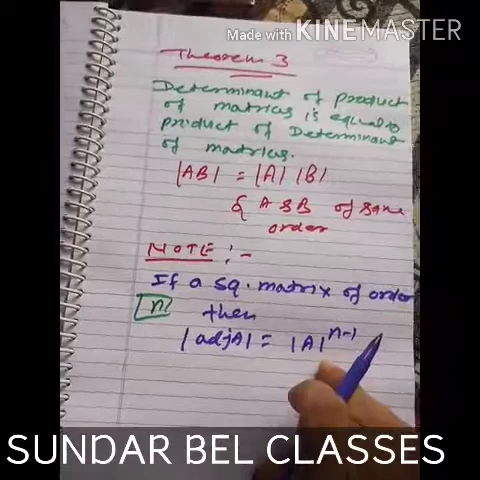 Made with KINEMASTER
Theorem 3
Determinant of product
of matrices is equal to
product of Determinant
of matrices.
|AB| = |A| |B|
{ A & B of same
order
NOTE :-
If a sq. matrix of order
n then
|adjA| = |A|^n-1
SUNDAR BEL CLASSES